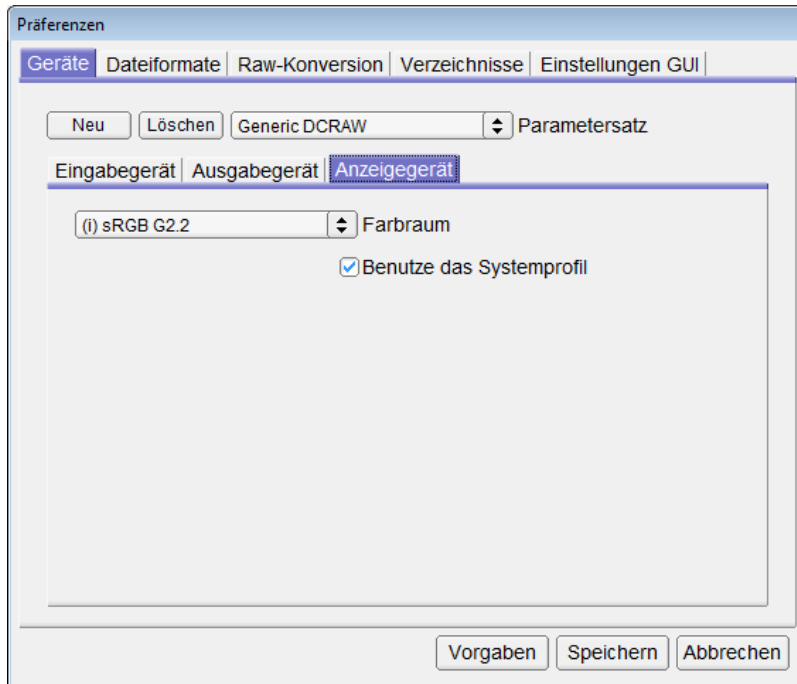 Präferenzen
Geräte Dateiformate Raw-Konversion Verzeichnisse Einstellungen GUI
Neu Löschen Generic DCRAW Parametersatz
Eingabegerät Ausgabegerät Anzeigegerät
(i) sRGB G2.2 Farbraum
Benutze das Systemprofil
Vorgaben Speichern Abbrechen